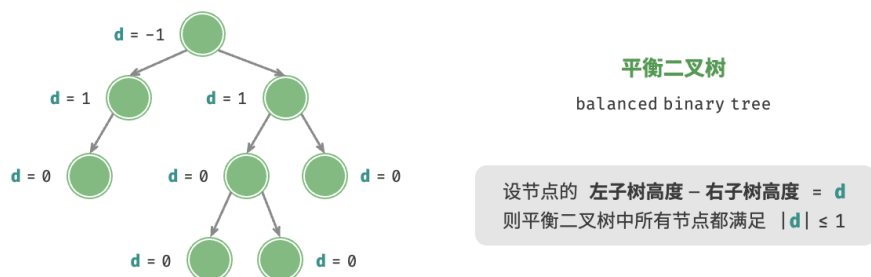 d = −1
d = 1
d = 1
d = 0
d = 0
d = 0
d = 0
d = 0
平衡二叉树
balanced binary tree
设节点的 左子树高度 − 右子树高度 = d
则平衡二叉树中所有节点都满足 |d| ≤ 1